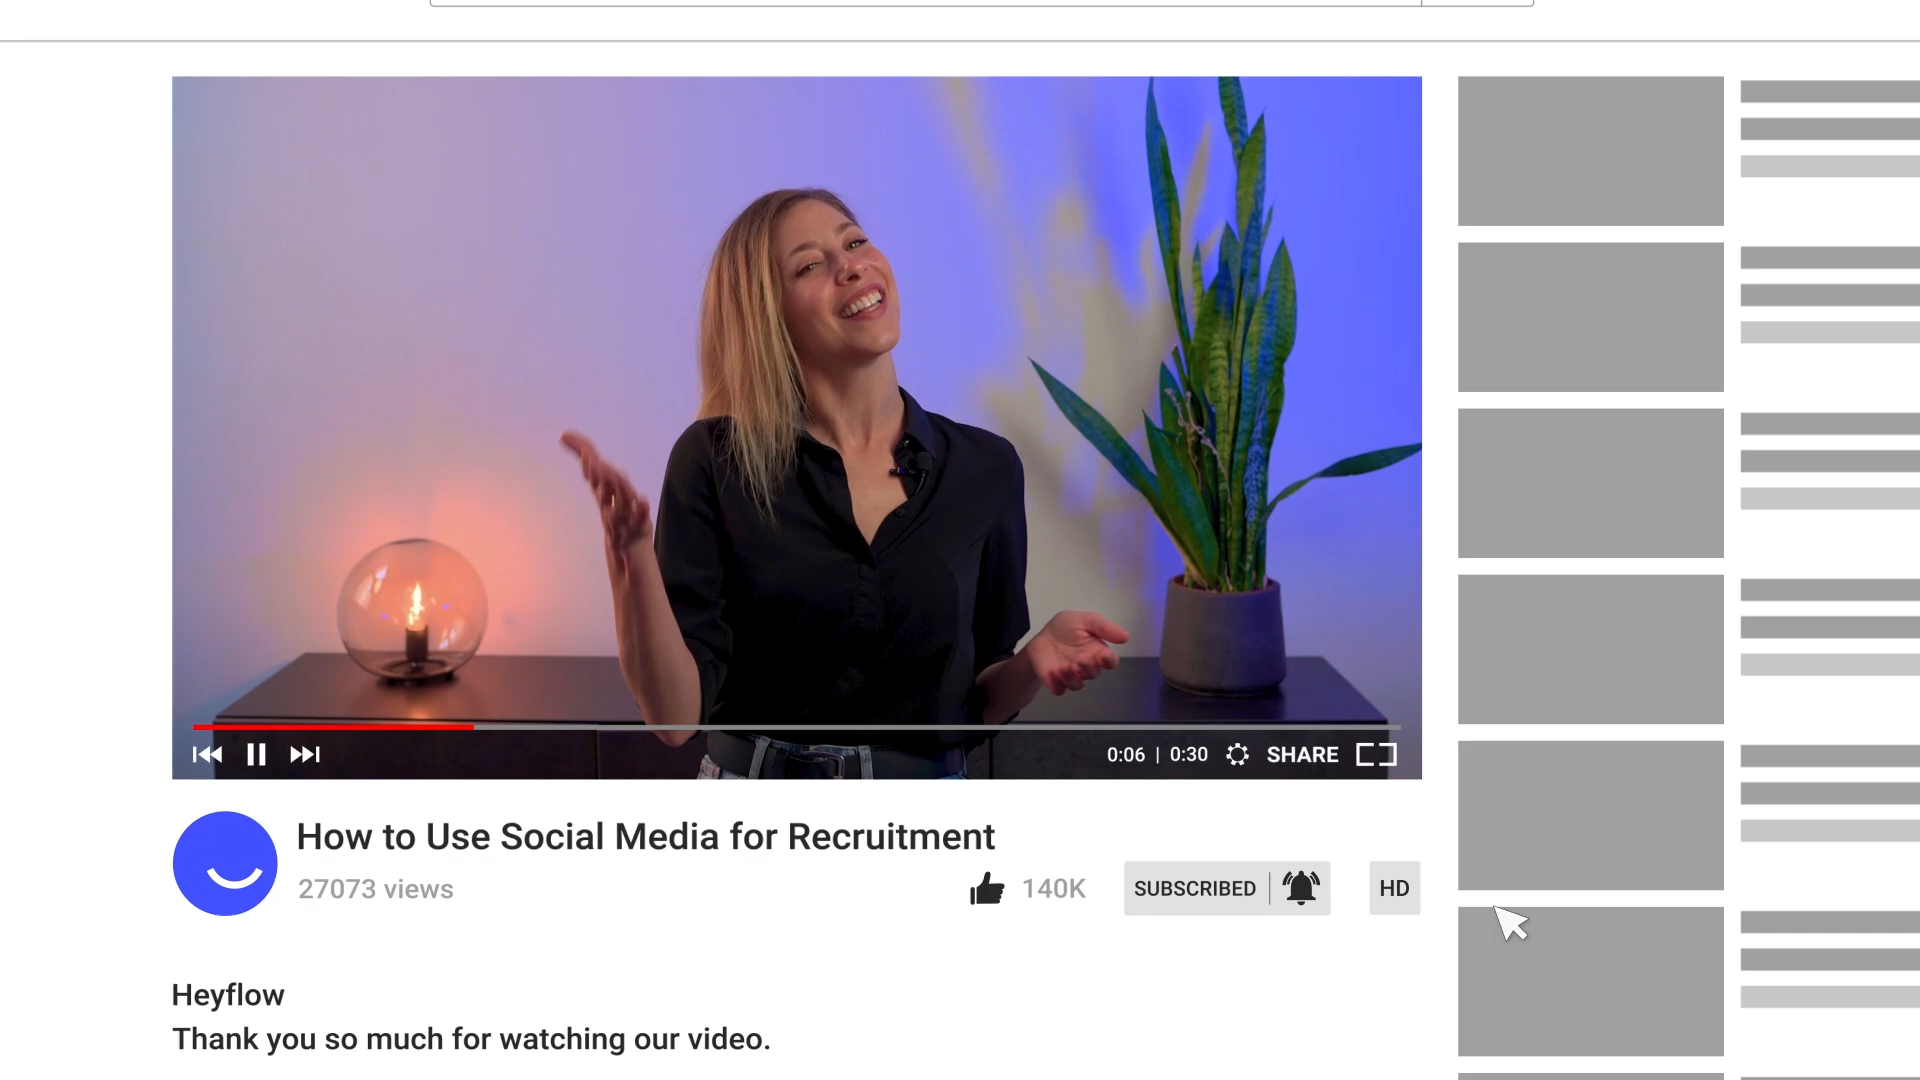 0:06 | 0:30 SHARE
How to Use Social Media for Recruitment
27073 views
140K
SUBSCRIBED
HD
Heyflow
Thank you so much for watching our video.